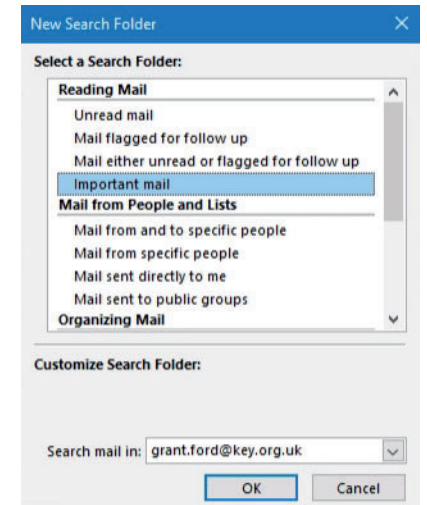 New Search Folder
Select a Search Folder:
Reading Mail
Unread mail
Mail flagged for follow up
Mail either unread or flagged for follow up
Important mail
Mail from People and Lists
Mail from and to specific people
Mail from specific people
Mail sent directly to me
Mail sent to public groups
Organizing Mail
Customize Search Folder:
Search mail in: grant.ford@key.org.uk
OK Cancel